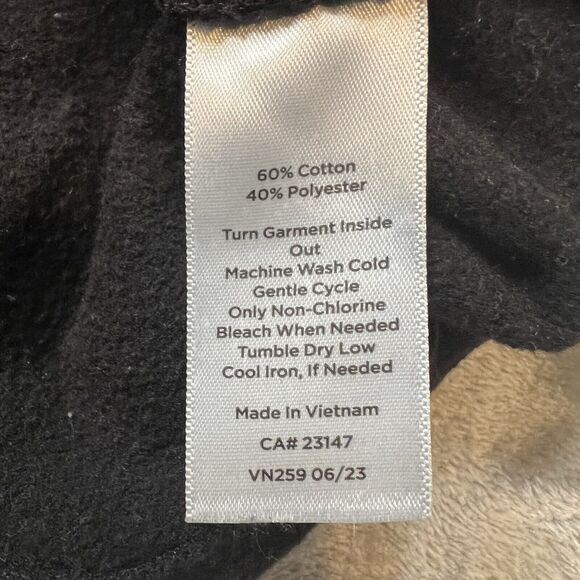 60% Cotton
40% Polyester
Turn Garment Inside
Out
Machine Wash Cold
Gentle Cycle
Only Non-Chlorine
Bleach When Needed
Tumble Dry Low
Cool Iron, If Needed
Made In Vietnam
CA# 23147
VN259 06/23